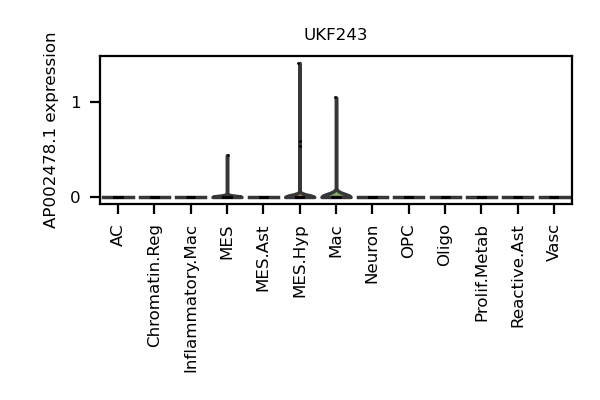 UKF243
AP002478.1 expression
1
0
AC
Chromatin.Reg
Inflammatory.Mac
MES
MES.Ast
MES.Hyp
Mac
Neuron
OPC
Oligo
Prolif.Metab
Reactive.Ast
Vasc